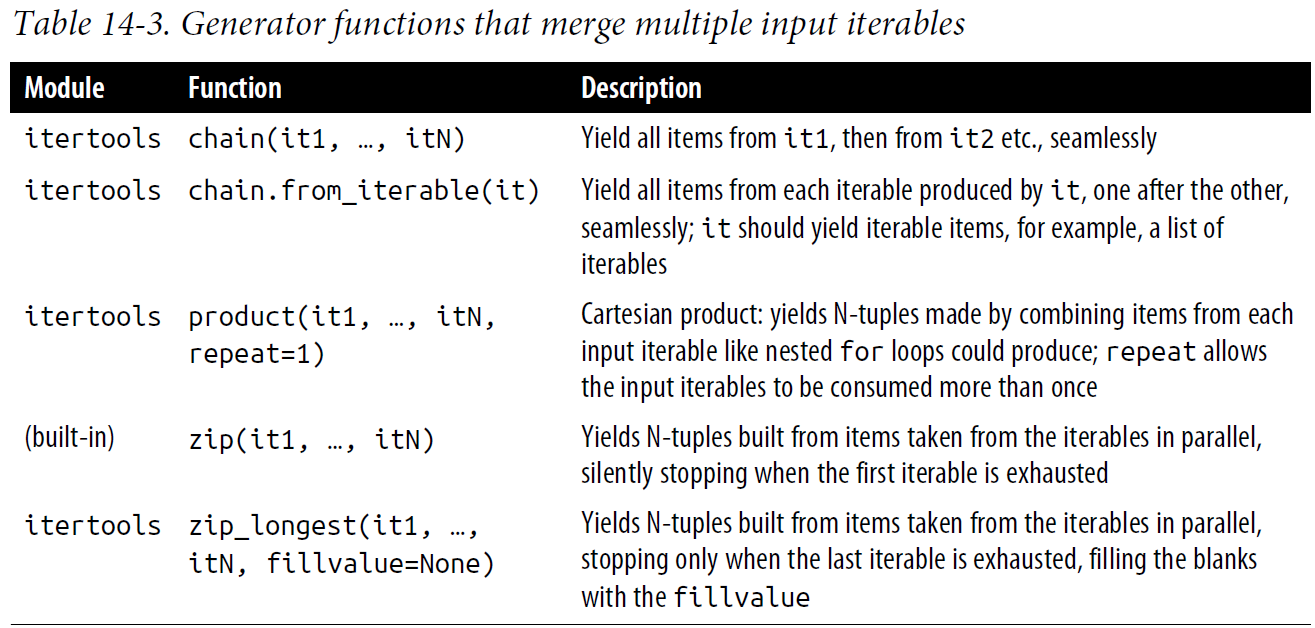 Table 14-3. Generator functions that merge multiple input iterables
Module Function Description
itertools chain(it1, …, itN) Yield all items from it1, then from it2 etc., seamlessly
itertools chain.from_iterable(it) Yield all items from each iterable produced by it, one after the other,
seamlessly; it should yield iterable items, for example, a list of
iterables
itertools product(it1, …, itN, Cartesian product: yields N-tuples made by combining items from each
repeat=1) input iterable like nested for loops could produce; repeat allows
the input iterables to be consumed more than once
(built-in) zip(it1, …, itN) Yields N-tuples built from items taken from the iterables in parallel,
silently stopping when the first iterable is exhausted
itertools zip_longest(it1, …, Yields N-tuples built from items taken from the iterables in parallel,
itN, fillvalue=None) stopping only when the last iterable is exhausted, filling the blanks
with the fillvalue